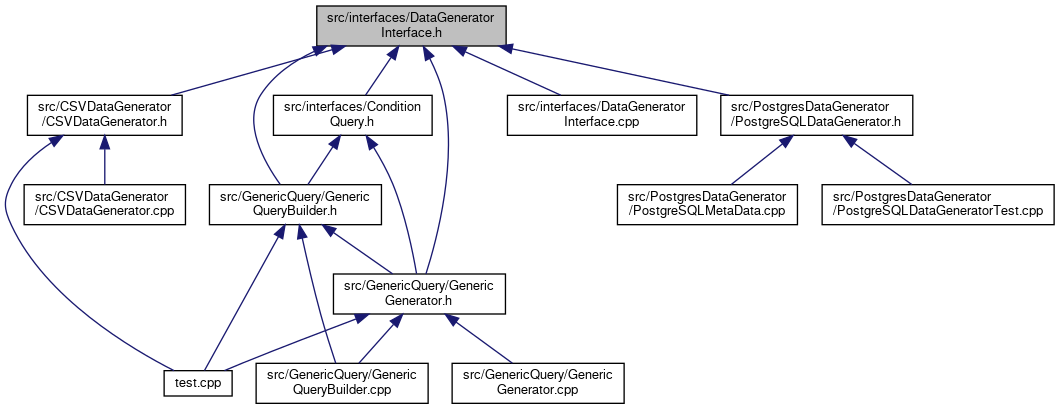 src/interfaces/DataGenerator
Interface.h
src/CSVDataGenerator
/CSVDataGenerator.h
src/interfaces/Condition
Query.h
src/interfaces/DataGenerator
Interface.cpp
src/PostgresDataGenerator
/PostgreSQLDataGenerator.h
src/CSVDataGenerator
/CSVDataGenerator.cpp
src/GenericQuery/Generic
QueryBuilder.h
src/PostgresDataGenerator
/PostgreSQLMetaData.cpp
src/PostgresDataGenerator
/PostgreSQLDataGeneratorTest.cpp
src/GenericQuery/Generic
Generator.h
test.cpp
src/GenericQuery/Generic
QueryBuilder.cpp
src/GenericQuery/Generic
Generator.cpp